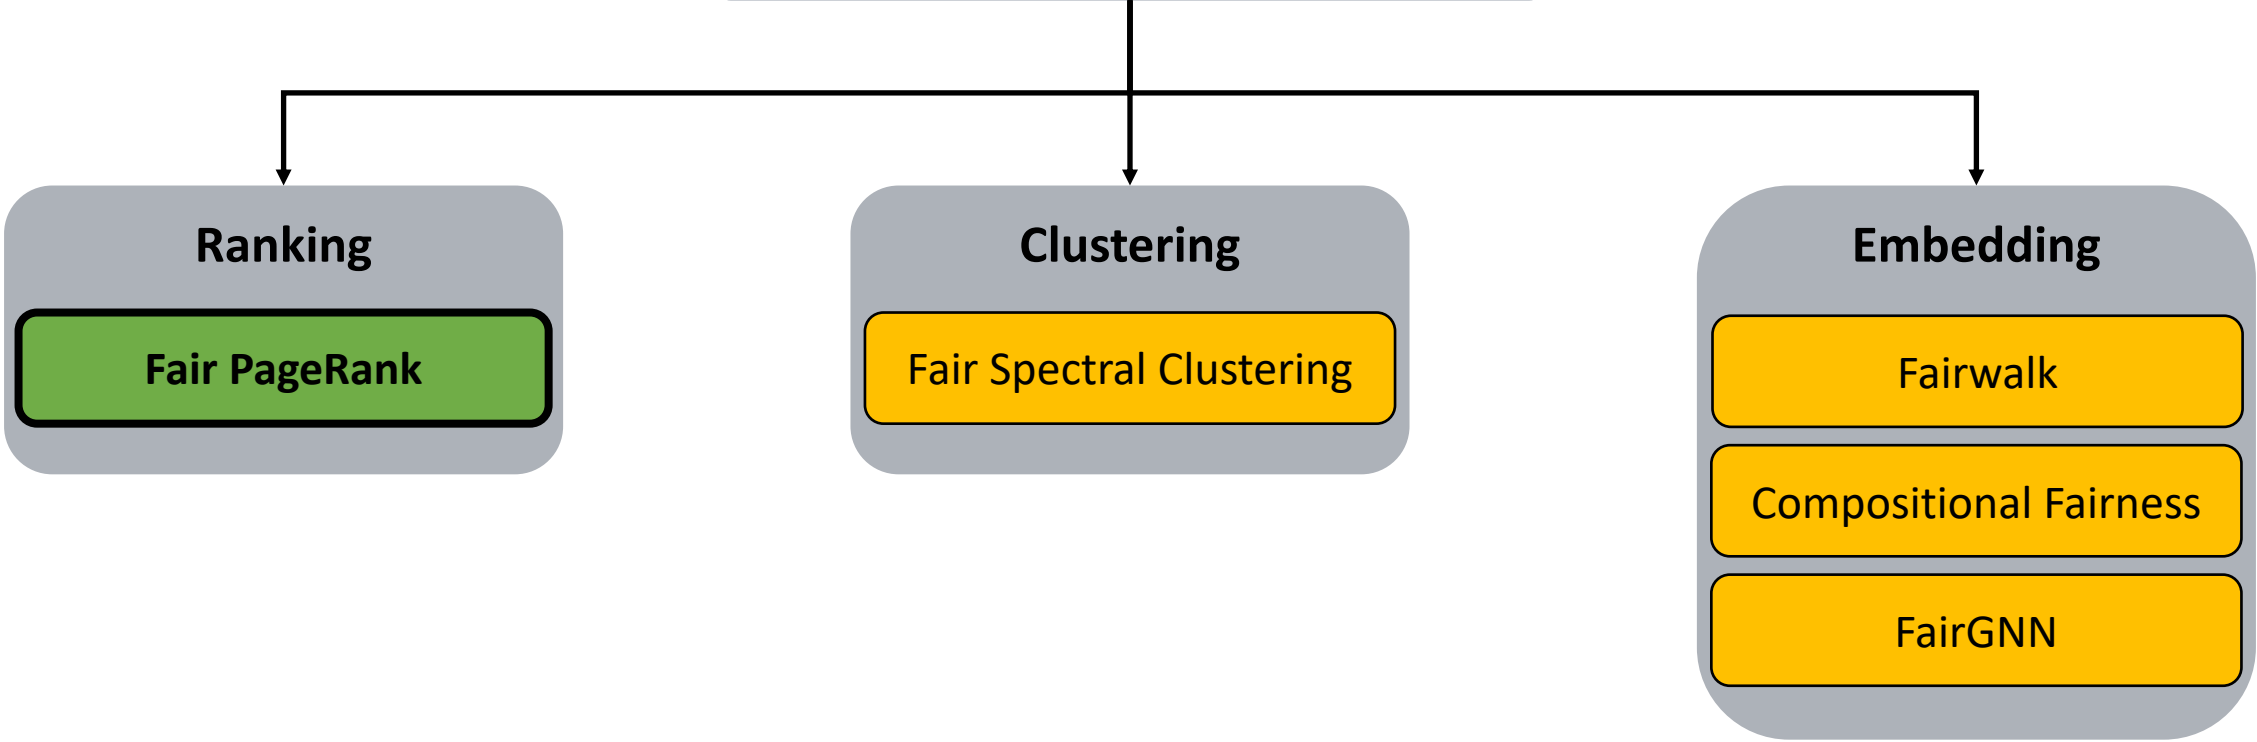 Ranking
Fair PageRank
Clustering
Fair Spectral Clustering
Embedding
Fairwalk
Compositional Fairness
FairGNN